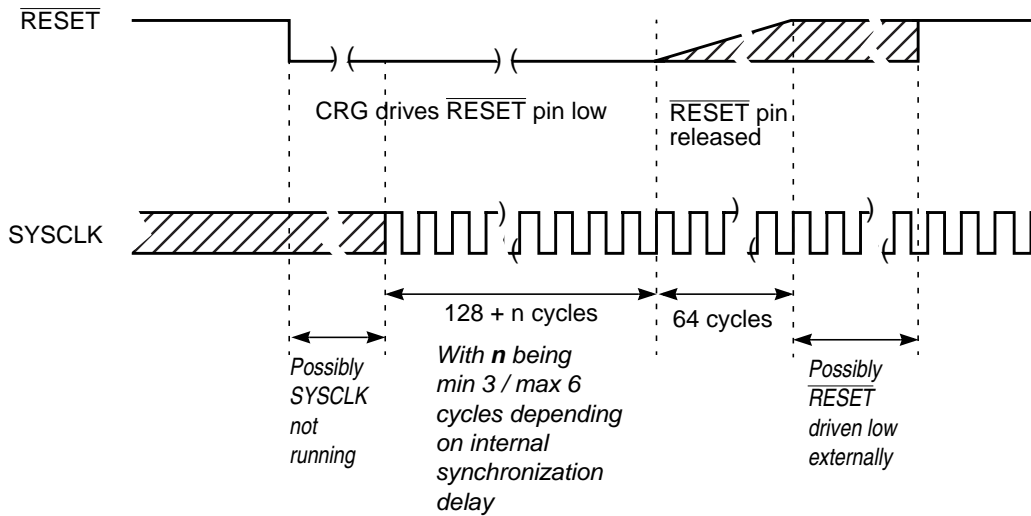 RESET
CRG drives RESET pin low
RESET pin
released
SYSCLK
128 + n cycles
64 cycles
Possibly
SYSCLK
not
running
With n being
min 3 / max 6
cycles depending
on internal
synchronization
delay
Possibly
RESET
driven low
externally